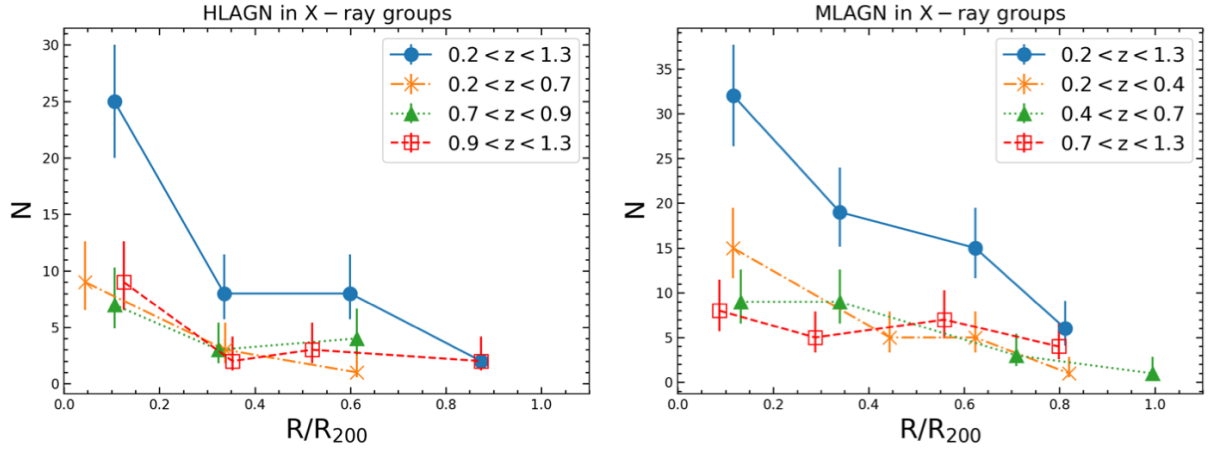 HLAGN in X − ray groups
N
30
25
20
15
10
5
0
0.2 < z < 1.3
0.2 < z < 0.7
0.7 < z < 0.9
0.9 < z < 1.3
0.0 0.2 0.4 0.6 0.8 1.0
R/R200
MLAGN in X − ray groups
N
35
30
25
20
15
10
5
0
0.2 < z < 1.3
0.2 < z < 0.4
0.4 < z < 0.7
0.7 < z < 1.3
0.0 0.2 0.4 0.6 0.8 1.0
R/R200